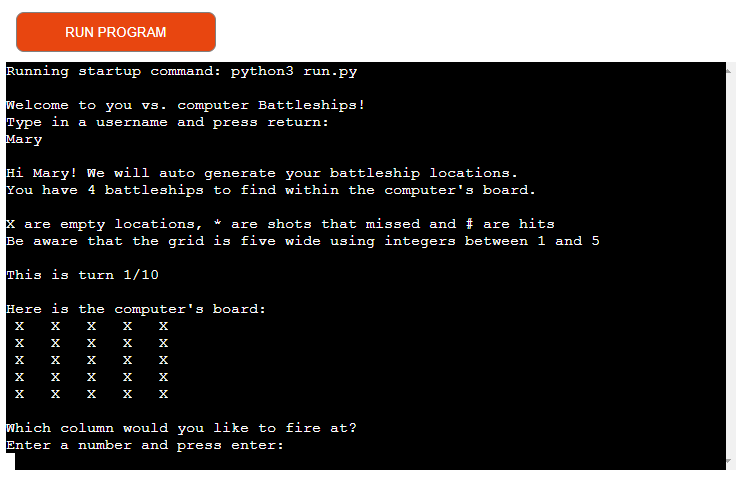 RUN PROGRAM
Running startup command: python3 run.py
Welcome to you vs. computer Battleships!
Type in a username and press return:
Mary
Hi Mary! We will auto generate your battleship locations.
You have 4 battleships to find within the computer's board.
X are empty locations, * are shots that missed and # are hits
Be aware that the grid is five wide using integers between 1 and 5
This is turn 1/10
Here is the computer's board:
X X X X X
X X X X X
X X X X X
X X X X X
X X X X X
Which column would you like to fire at?
Enter a number and press enter: